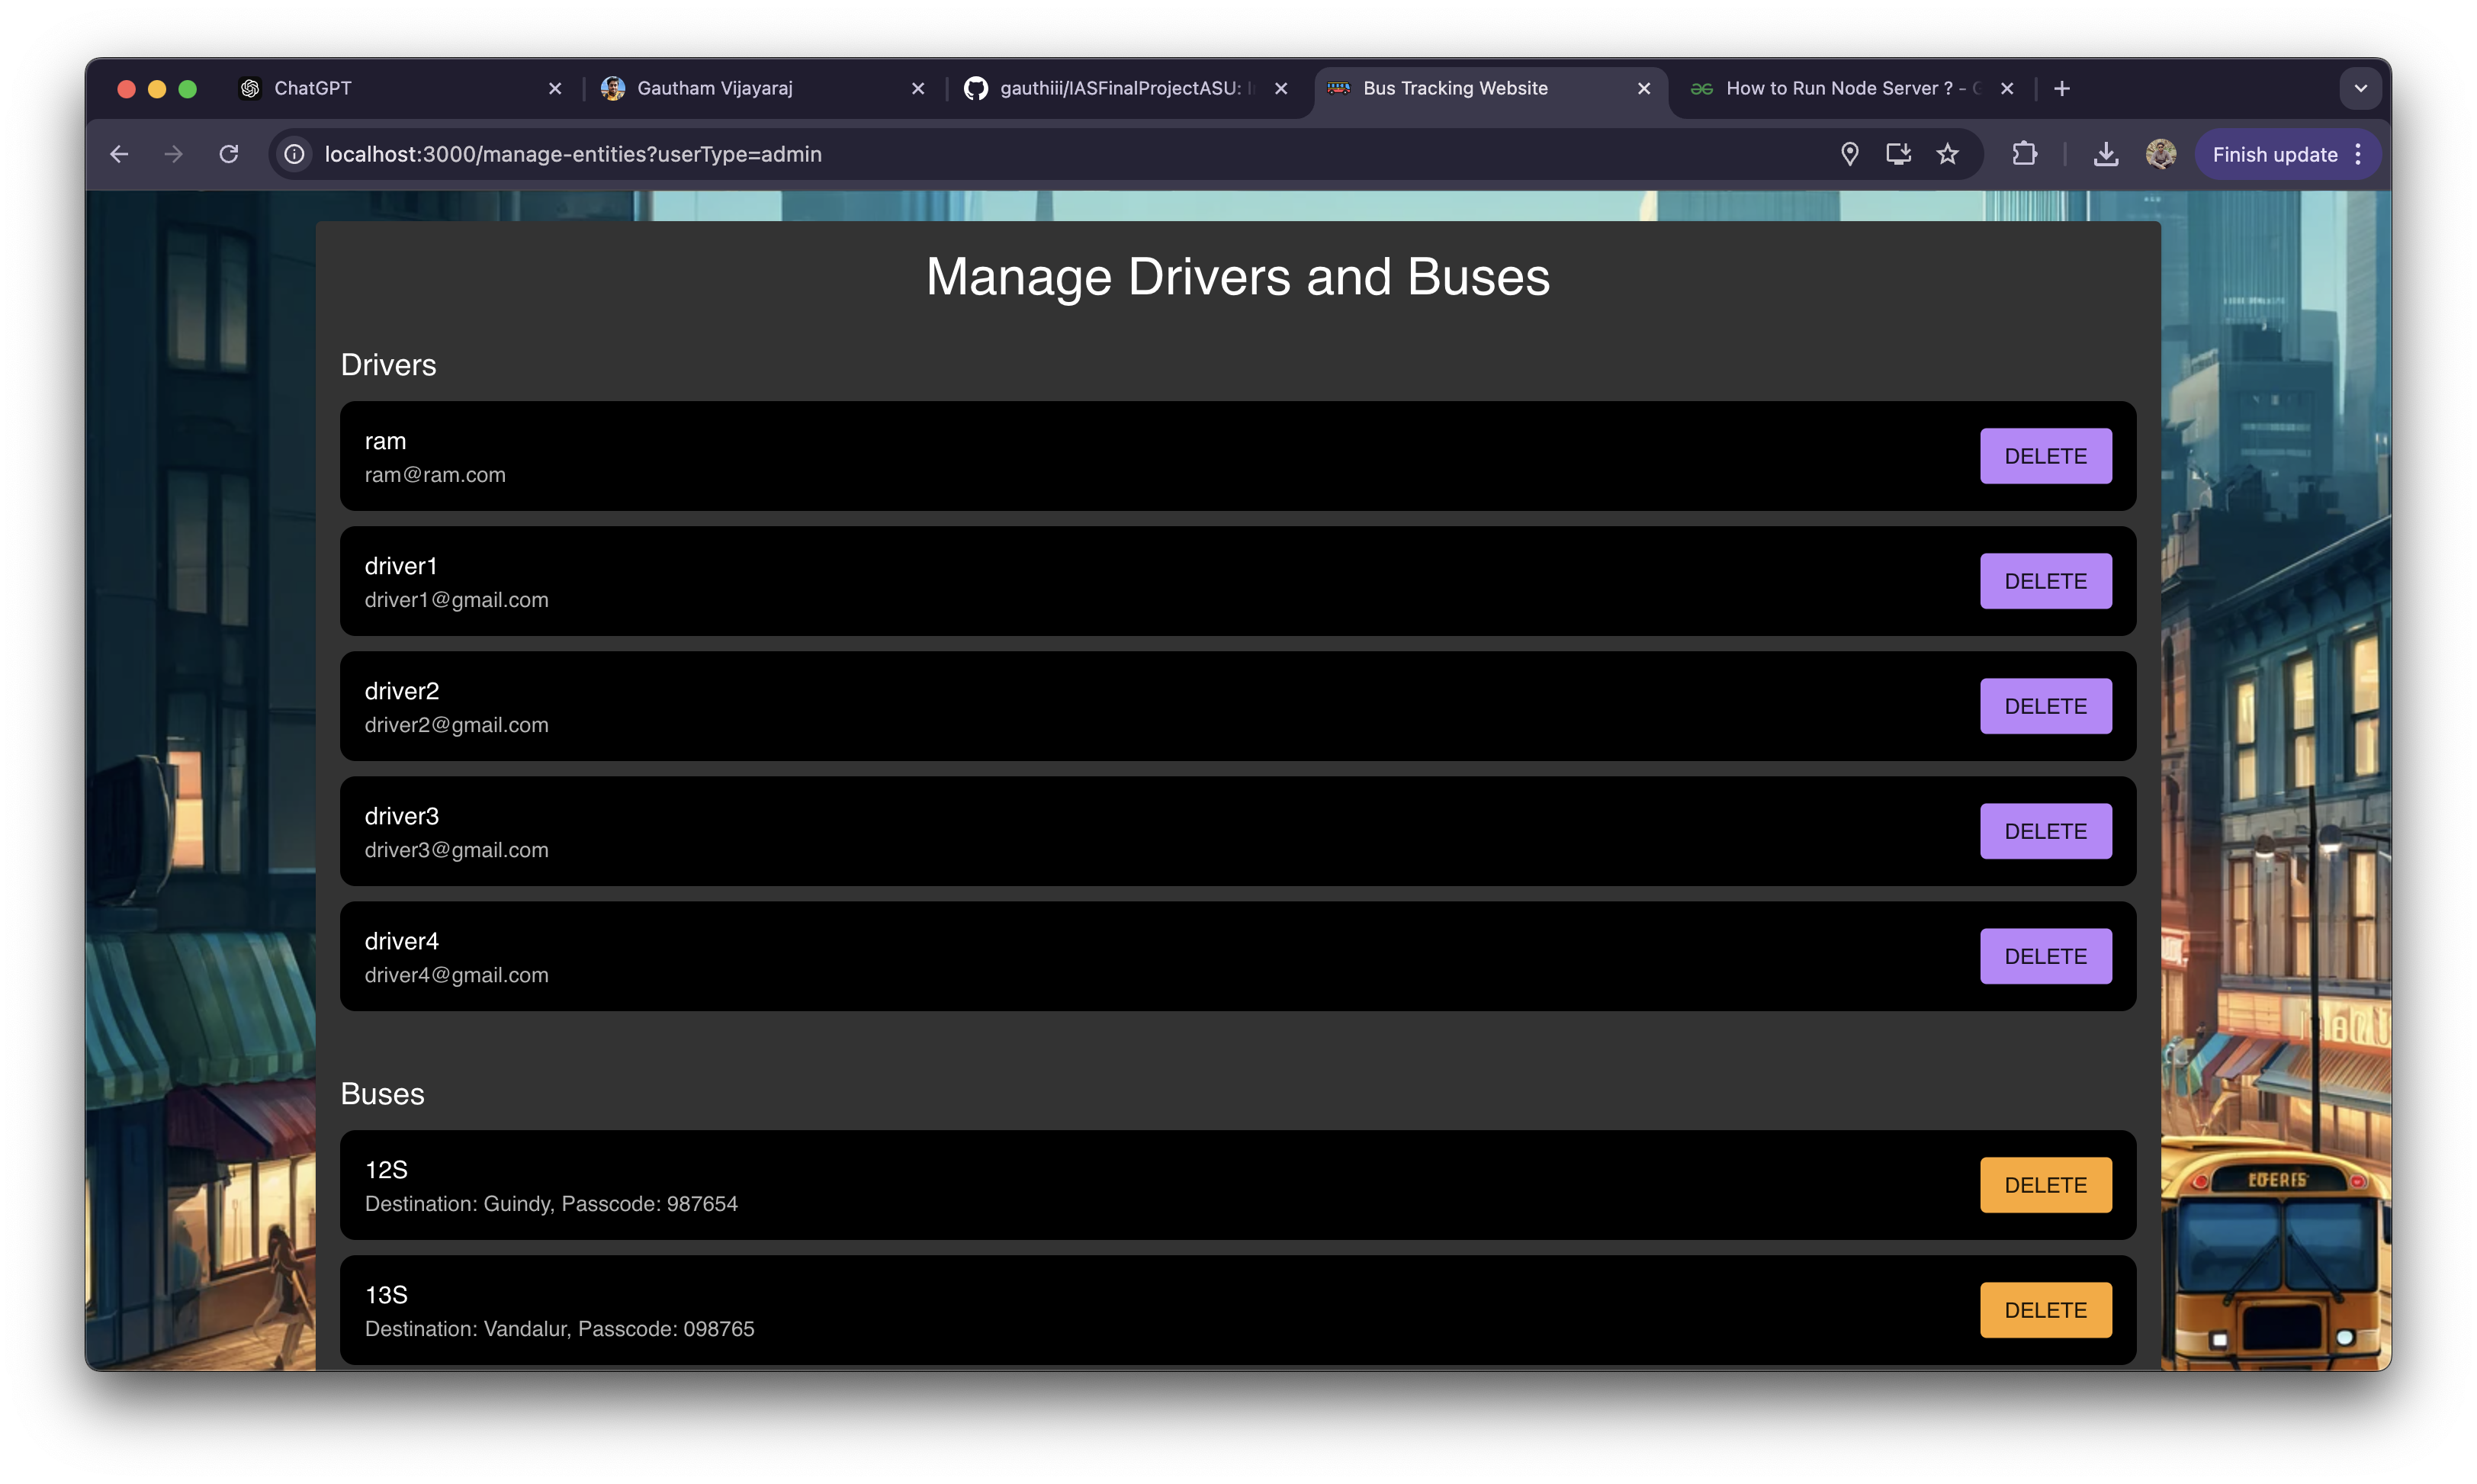 ChatGPT
Gautham Vijayaraj
gauthiii/IASFinalProjectASU:
Bus Tracking Website
How to Run Node Server ? -
localhost:3000/manage-entities?userType=admin
Finish update
Manage Drivers and Buses
Drivers
ram
ram@ram.com
DELETE
driver1
driver1@gmail.com
DELETE
driver2
driver2@gmail.com
DELETE
driver3
driver3@gmail.com
DELETE
driver4
driver4@gmail.com
DELETE
Buses
12S
Destination: Guindy, Passcode: 987654
DELETE
13S
Destination: Vandalur, Passcode: 098765
DELETE